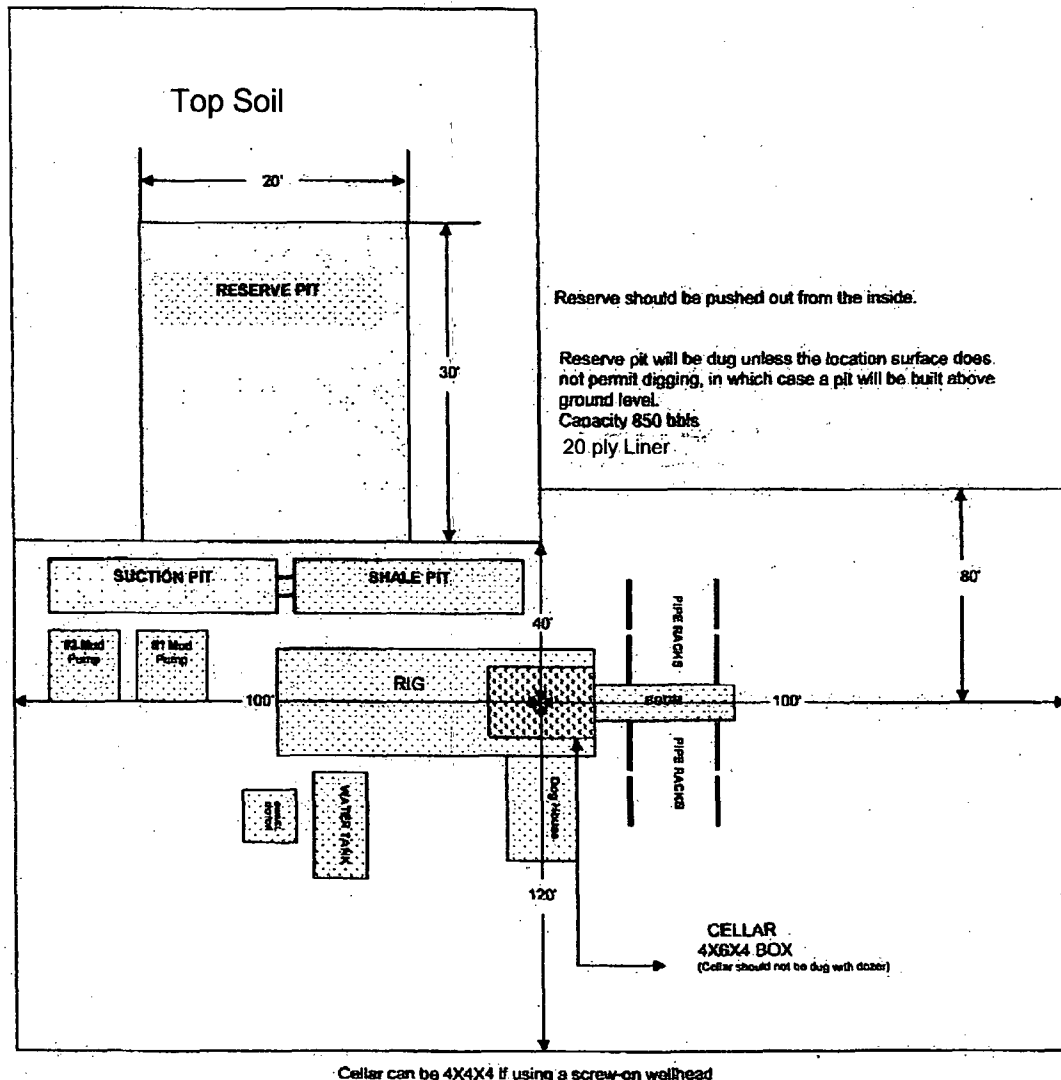 Top Soil
20'
RESERVE PIT
30'
Reserve should be pushed out from the inside.
Reserve pit will be dug unless the location surface does
not permit digging, in which case a pit will be built above
ground level.
Capacity 850 bbls
20 ply Liner
SUCTION PIT
SHALE PIT
80'
40'
PIPE RACKS
#2 Mud
Pump
#1 Mud
Pump
RIG
100'
100'
PIPE RACKS
WATER TANK
Dog House
120'
CELLAR
4X6X4 BOX
(Cellar should not be dug with dozer)
Cellar can be 4X4X4 if using a screw-on wellhead